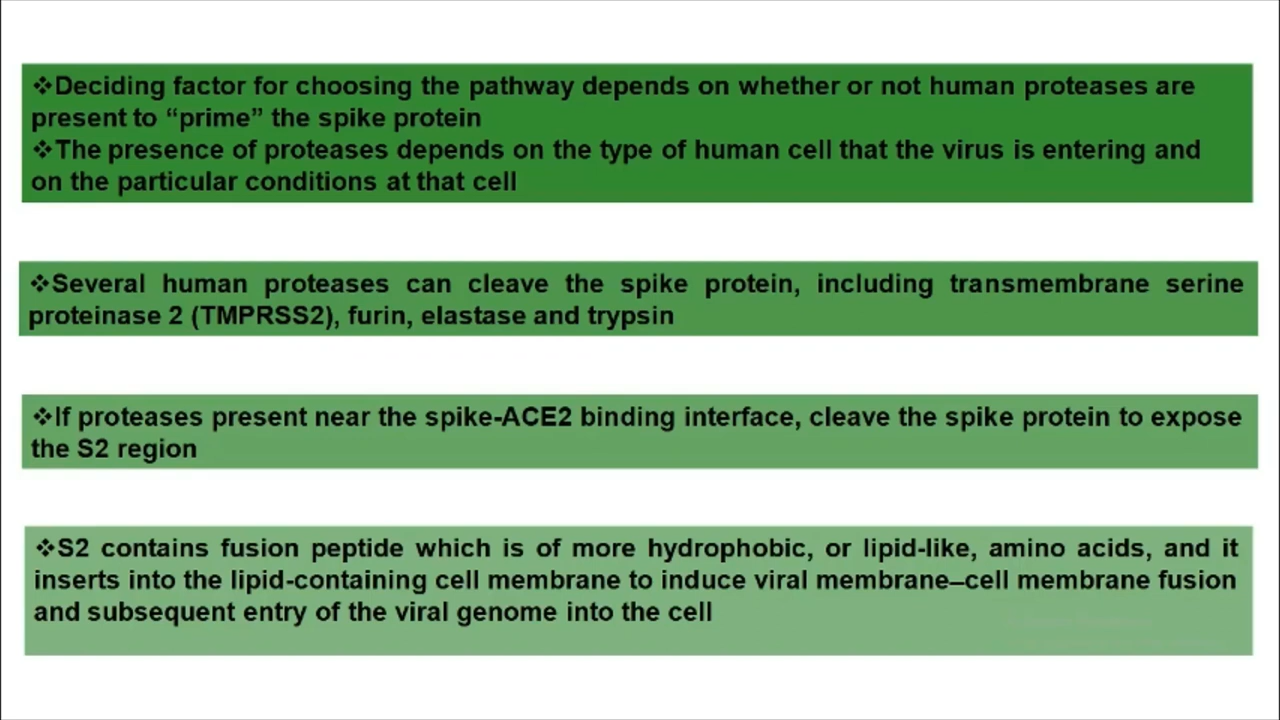 ❖Deciding factor for choosing the pathway depends on whether or not human proteases are
present to “prime” the spike protein
❖The presence of proteases depends on the type of human cell that the virus is entering and
on the particular conditions at that cell
❖Several human proteases can cleave the spike protein, including transmembrane serine
proteinase 2 (TMPRSS2), furin, elastase and trypsin
❖If proteases present near the spike-ACE2 binding interface, cleave the spike protein to expose
the S2 region
❖S2 contains fusion peptide which is of more hydrophobic, or lipid-like, amino acids, and it
inserts into the lipid-containing cell membrane to induce viral membrane–cell membrane fusion
and subsequent entry of the viral genome into the cell